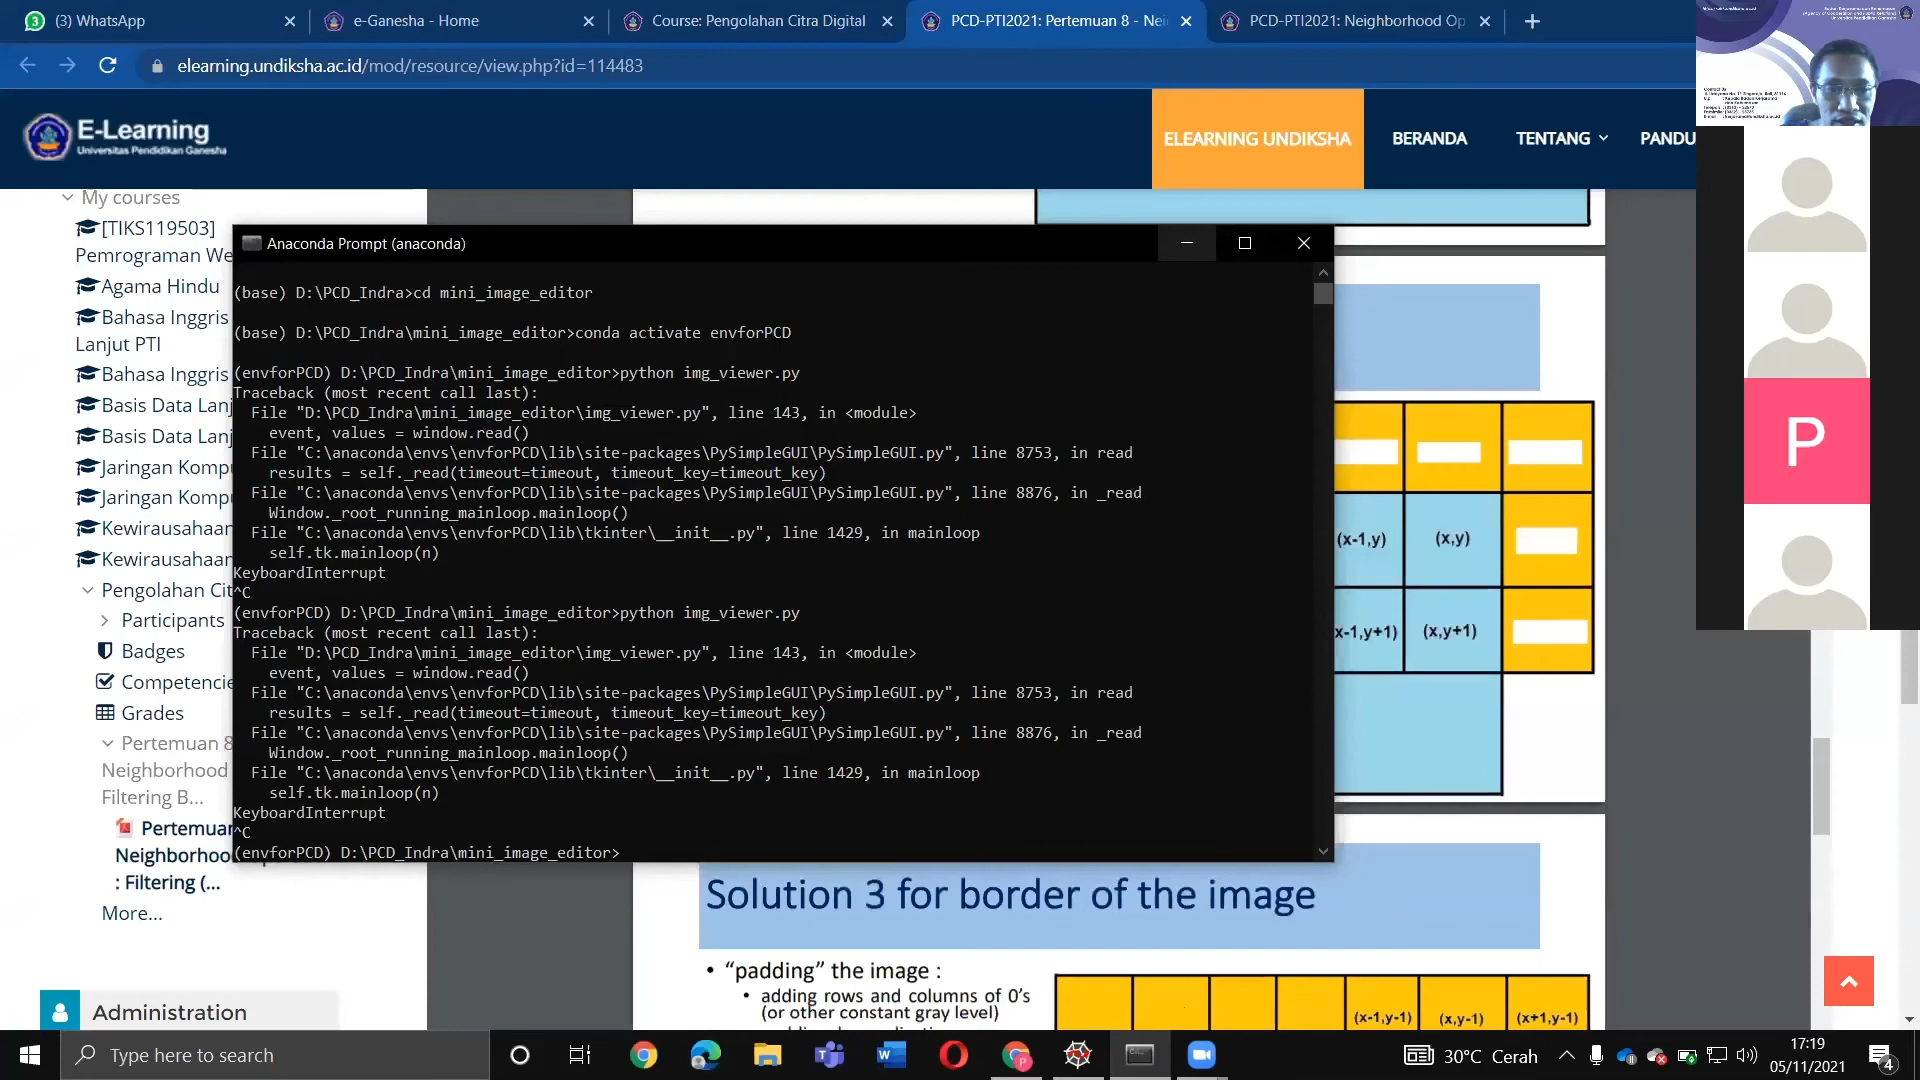 (3) WhatsApp
e-Ganesha - Home
Course: Pengolahan Citra Digital
PCD-PTI2021: Pertemuan 8 - Nei
PCD-PTI2021: Neighborhood Op
elearning.undiksha.ac.id/mod/resource/view.php?id=114483
E-Learning
Universitas Pendidikan Ganesha
ELEARNING UNDIKSHA
BERANDA
TENTANG
PANDU
My courses
[TIKS119503]
Pemrograman We
Agama Hindu
Bahasa Inggris
Lanjut PTI
Bahasa Inggris
Basis Data Lanj
Basis Data Lanj
Jaringan Kompu
Jaringan Kompu
Kewirausahaan
Kewirausahaan
Pengolahan Cit
Participants
Badges
Competencie
Grades
Pertemuan 8
Neighborhood
Filtering B...
Pertemuan
Neighborhoo
: Filtering (...
More...
Administration
Anaconda Prompt (anaconda)
(base) D:\PCD_Indra>cd mini_image_editor
(base) D:\PCD_Indra\mini_image_editor>conda activate envforPCD
(envforPCD) D:\PCD_Indra\mini_image_editor>python img_viewer.py
Traceback (most recent call last):
File "D:\PCD_Indra\mini_image_editor\img_viewer.py", line 143, in <module>
event, values = window.read()
File "C:\anaconda\envs\envforPCD\lib\site-packages\PySimpleGUI\PySimpleGUI.py", line 8753, in read
results = self._read(timeout=timeout, timeout_key=timeout_key)
File "C:\anaconda\envs\envforPCD\lib\site-packages\PySimpleGUI\PySimpleGUI.py", line 8876, in _read
Window._root_running_mainloop.mainloop()
File "C:\anaconda\envs\envforPCD\lib\tkinter\__init__.py", line 1429, in mainloop
self.tk.mainloop(n)
KeyboardInterrupt
^C
(envforPCD) D:\PCD_Indra\mini_image_editor>python img_viewer.py
Traceback (most recent call last):
File "D:\PCD_Indra\mini_image_editor\img_viewer.py", line 143, in <module>
event, values = window.read()
File "C:\anaconda\envs\envforPCD\lib\site-packages\PySimpleGUI\PySimpleGUI.py", line 8753, in read
results = self._read(timeout=timeout, timeout_key=timeout_key)
File "C:\anaconda\envs\envforPCD\lib\site-packages\PySimpleGUI\PySimpleGUI.py", line 8876, in _read
Window._root_running_mainloop.mainloop()
File "C:\anaconda\envs\envforPCD\lib\tkinter\__init__.py", line 1429, in mainloop
self.tk.mainloop(n)
KeyboardInterrupt
^C
(envforPCD) D:\PCD_Indra\mini_image_editor>
(x-1,y) (x,y)
x-1,y+1) (x,y+1)
P
Solution 3 for border of the image
• "padding" the image :
• adding rows and columns of 0's
(or other constant gray level)
(x-1,y-1) (x,y-1) (x+1,y-1)
Type here to search
30°C Cerah
17:19
05/11/2021
4